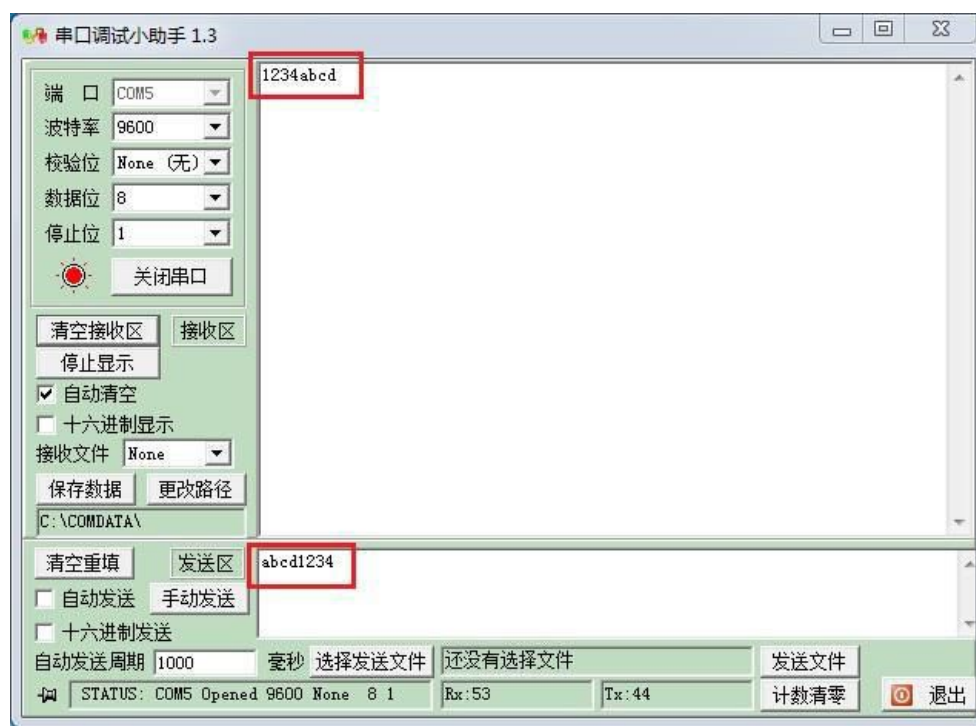 串口调试小助手 1.3
端 口 COM5
波特率 9600
校验位 None (无)
数据位 8
停止位 1
关闭串口
清空接收区 接收区
停止显示
自动清空
十六进制显示
接收文件 None
保存数据 更改路径
C:\COMDATA\
1234abcd
清空重填 发送区
abcd1234
自动发送 手动发送
十六进制发送
自动发送周期 1000 毫秒 选择发送文件 还没有选择文件 发送文件
STATUS: COM5 Opened 9600 None 8 1 Rx:53 Tx:44 计数清零 退出